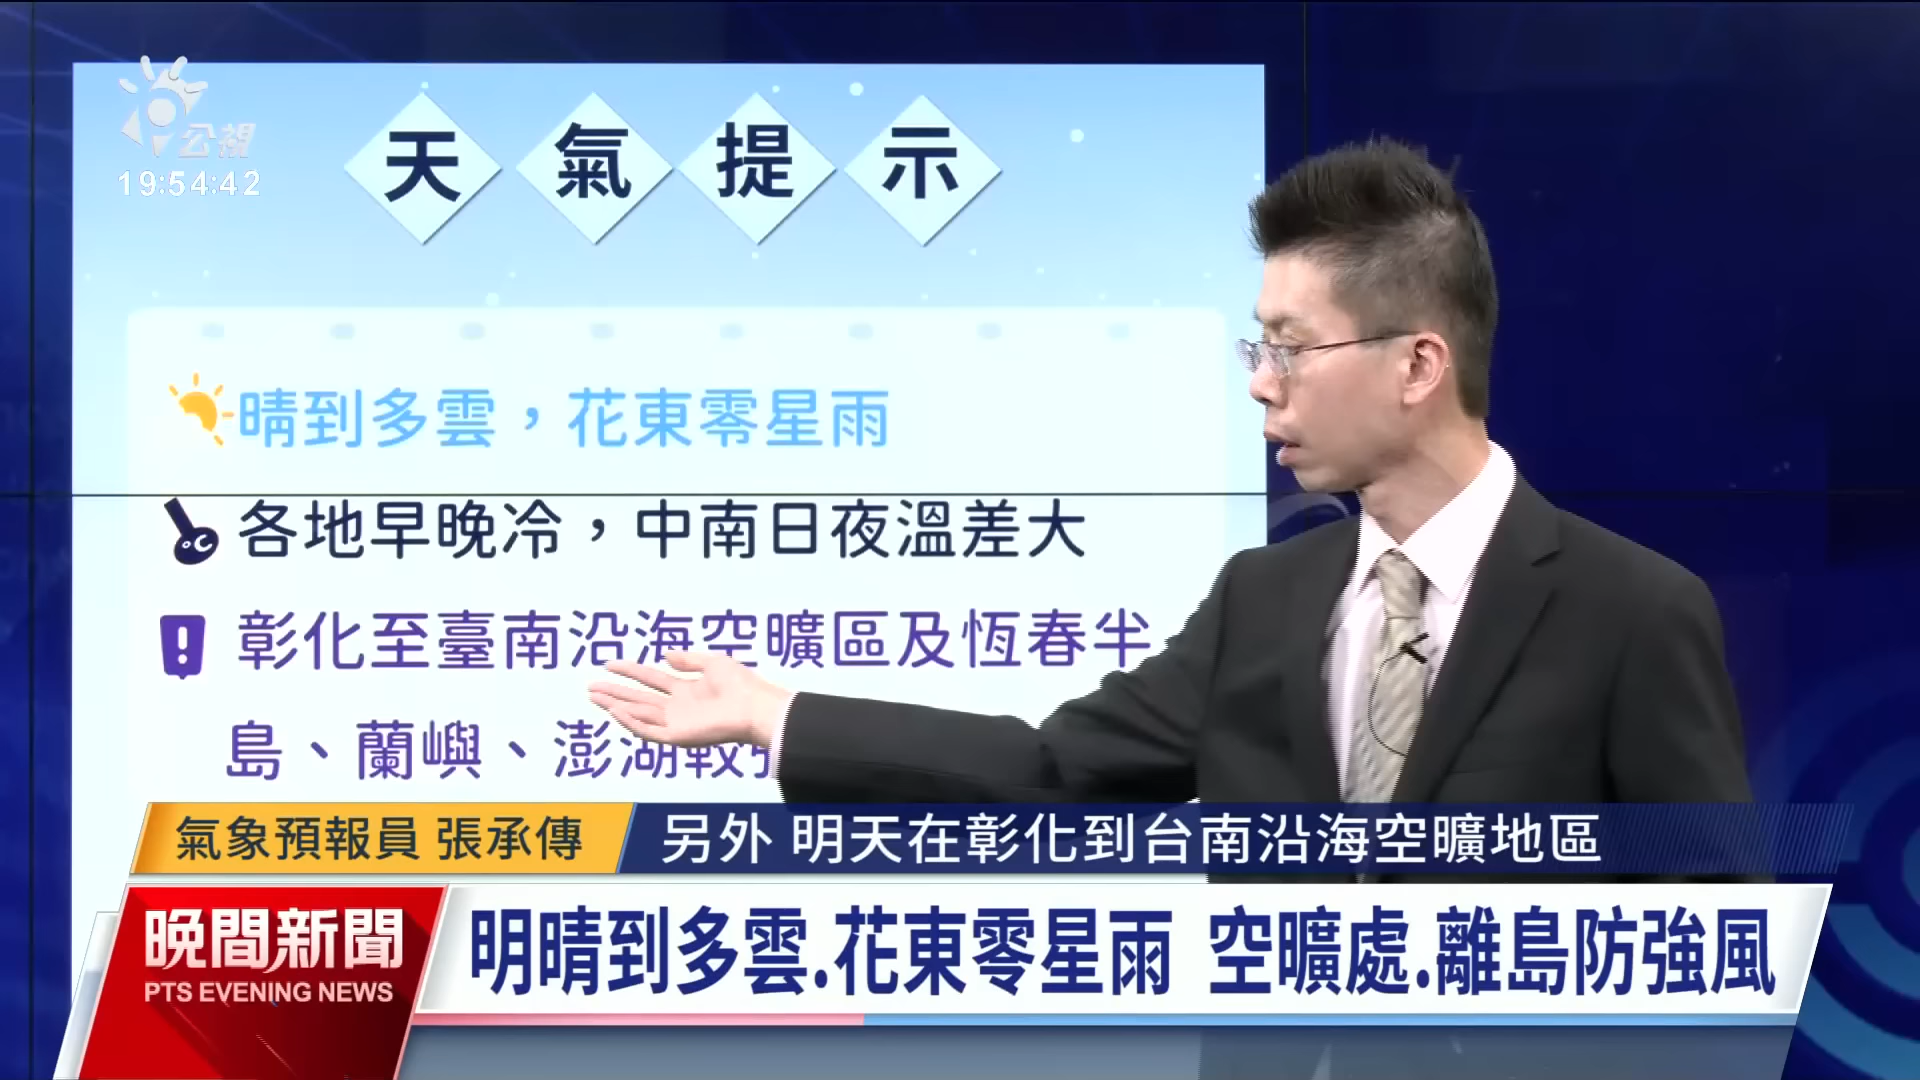 公視
19:54:42
天氣提示
晴到多雲，花東零星雨
各地早晚冷，中南日夜溫差大
彰化至臺南沿海空曠區及恆春半
島、蘭嶼、澎湖較
氣象預報員 張承傳
另外 明天在彰化到台南沿海空曠地區
晚間新聞
PTS EVENING NEWS
明晴到多雲.花東零星雨 空曠處.離島防強風